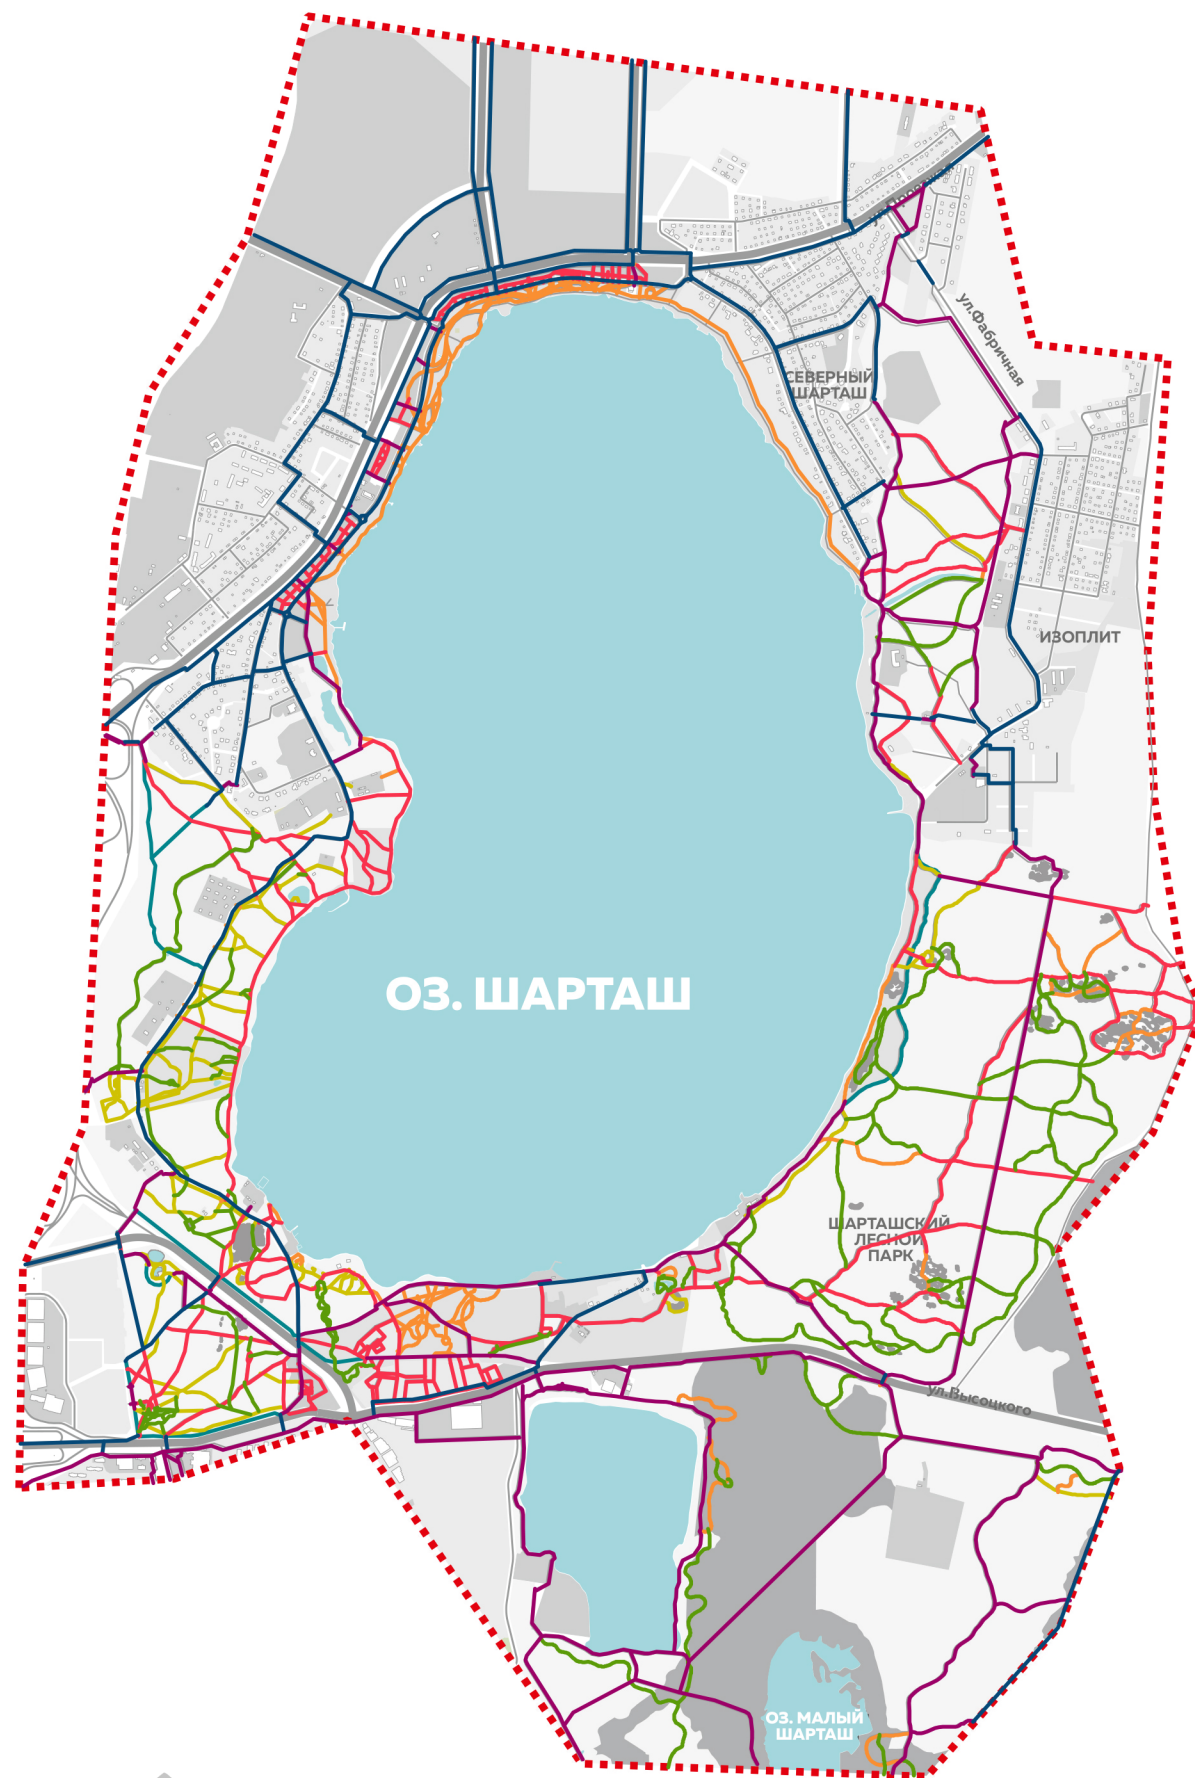 ул.Фабричная
СЕВЕРНЫЙ
ШАРТАШ
ИЗОПЛИТ
ОЗ. ШАРТАШ
ШАРТАШСКИЙ
ЛЕСНОЙ
ПАРК
ул.Высоцкого
ОЗ. МАЛЫЙ
ШАРТАШ